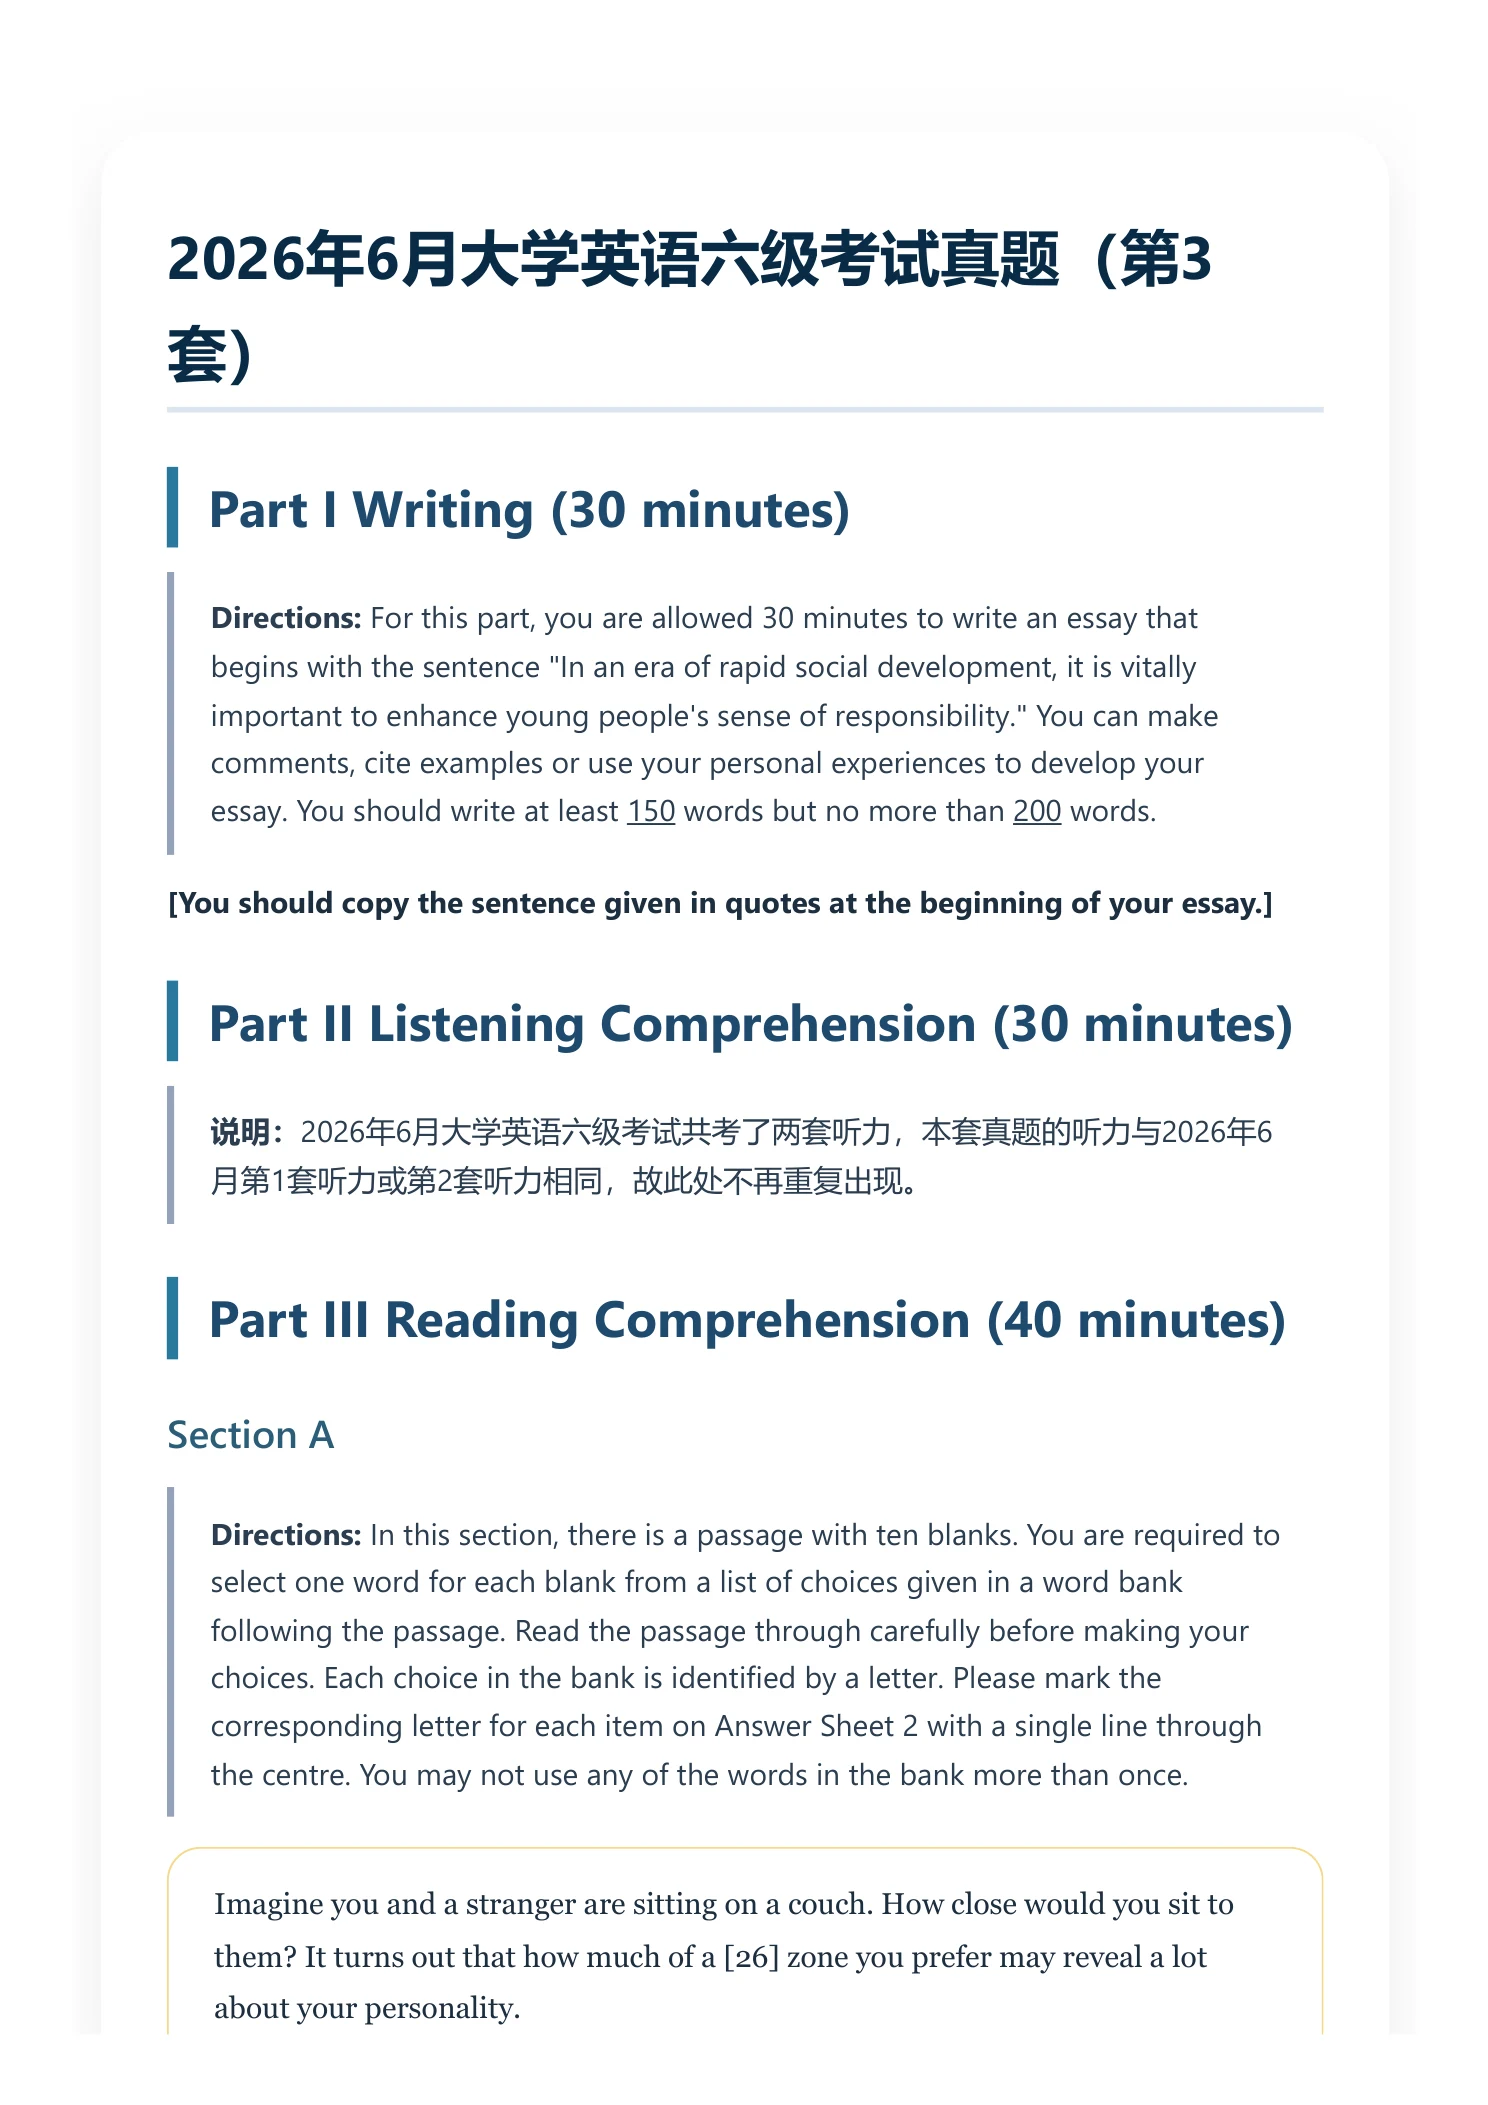 2026年6月大学英语六级考试真题（第3
套）
Part I Writing (30 minutes)
Directions: For this part, you are allowed 30 minutes to write an essay that
begins with the sentence "In an era of rapid social development, it is vitally
important to enhance young people's sense of responsibility." You can make
comments, cite examples or use your personal experiences to develop your
essay. You should write at least 150 words but no more than 200 words.
[You should copy the sentence given in quotes at the beginning of your essay.]
Part II Listening Comprehension (30 minutes)
说明：2026年6月大学英语六级考试共考了两套听力，本套真题的听力与2026年6
月第1套听力或第2套听力相同，故此处不再重复出现。
Part III Reading Comprehension (40 minutes)
Section A
Directions: In this section, there is a passage with ten blanks. You are required to
select one word for each blank from a list of choices given in a word bank
following the passage. Read the passage through carefully before making your
choices. Each choice in the bank is identified by a letter. Please mark the
corresponding letter for each item on Answer Sheet 2 with a single line through
the centre. You may not use any of the words in the bank more than once.
Imagine you and a stranger are sitting on a couch. How close would you sit to
them? It turns out that how much of a [26] zone you prefer may reveal a lot
about your personality.